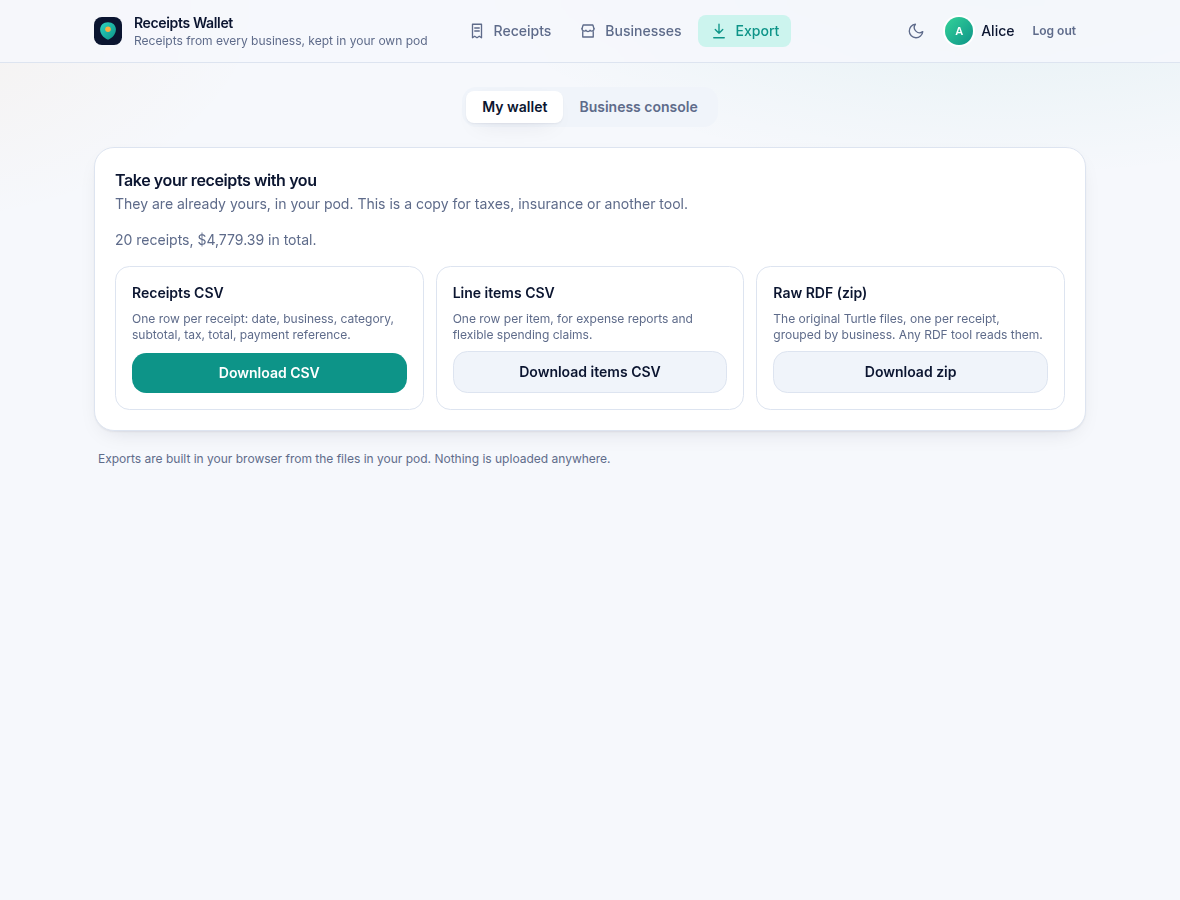 Receipts Wallet
Receipts from every business, kept in your own pod
Receipts
Businesses
Export
A
Alice
Log out
My wallet
Business console
Take your receipts with you
They are already yours, in your pod. This is a copy for taxes, insurance or another tool.
20 receipts, $4,779.39 in total.
Receipts CSV
One row per receipt: date, business, category,
subtotal, tax, total, payment reference.
Download CSV
Line items CSV
One row per item, for expense reports and
flexible spending claims.
Download items CSV
Raw RDF (zip)
The original Turtle files, one per receipt,
grouped by business. Any RDF tool reads them.
Download zip
Exports are built in your browser from the files in your pod. Nothing is uploaded anywhere.